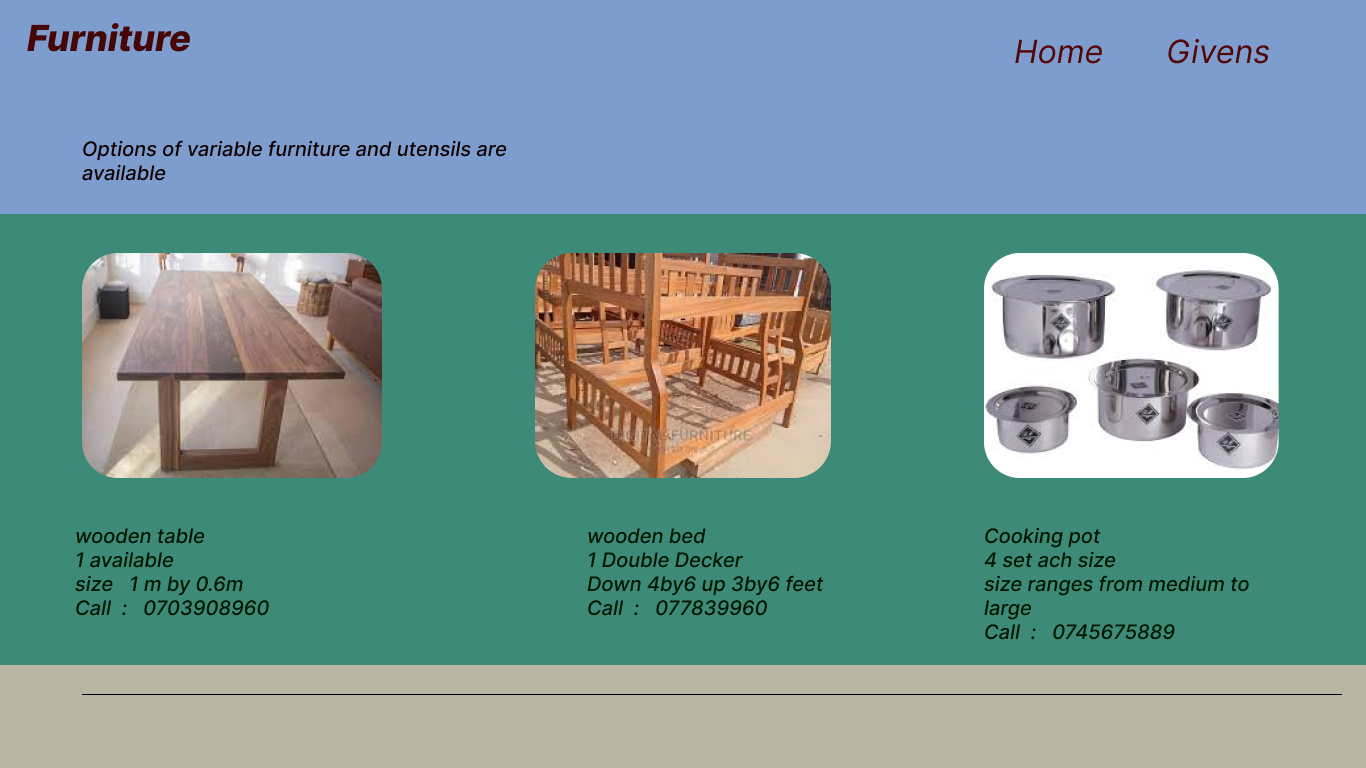 Furniture
Home Givens
Options of variable furniture and utensils are
available
wooden table
1 available
size 1 m by 0.6m
Call : 0703908960
wooden bed
1 Double Decker
Down 4by6 up 3by6 feet
Call : 077839960
Cooking pot
4 set ach size
size ranges from medium to
large
Call : 0745675889